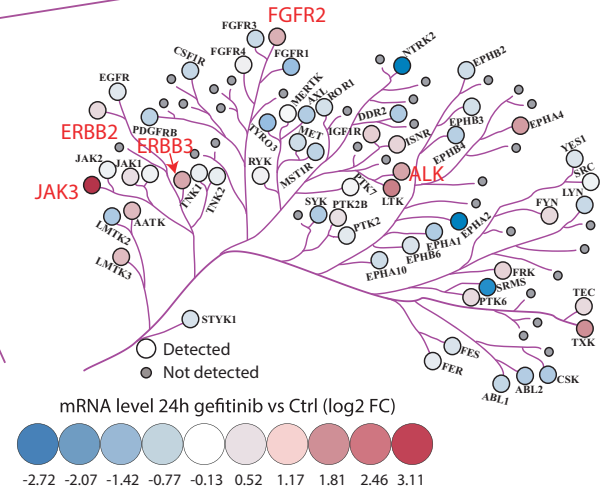 FGFR2
FGFR3
FGFR4
FGFR1
CSF1R
NTRK2
EPHB2
EGFR
MERTK
AXL
ROR1
DDR2
EPHB3
EPHA4
ERBB2
PDGFRB
ERBB3
TYRO3
MET
IGF1R
INSR
EPHB4
YES1
JAK2
JAK1
TNK1
TNK2
RYK
MST1R
PTK7
ALK
LTK
SRC
LYN
JAK3
LMTK2
AATK
SYK
PTK2B
PTK2
EPHA2
EPHA1
EPHB6
EPHA10
FYN
LMTK3
FRK
SRMS
PTK6
TEC
TXK
STYK1
FES
FER
ABL1
ABL2
CSK
Detected
Not detected
mRNA level 24h gefitinib vs Ctrl (log2 FC)
-2.72 -2.07 -1.42 -0.77 -0.13 0.52 1.17 1.81 2.46 3.11